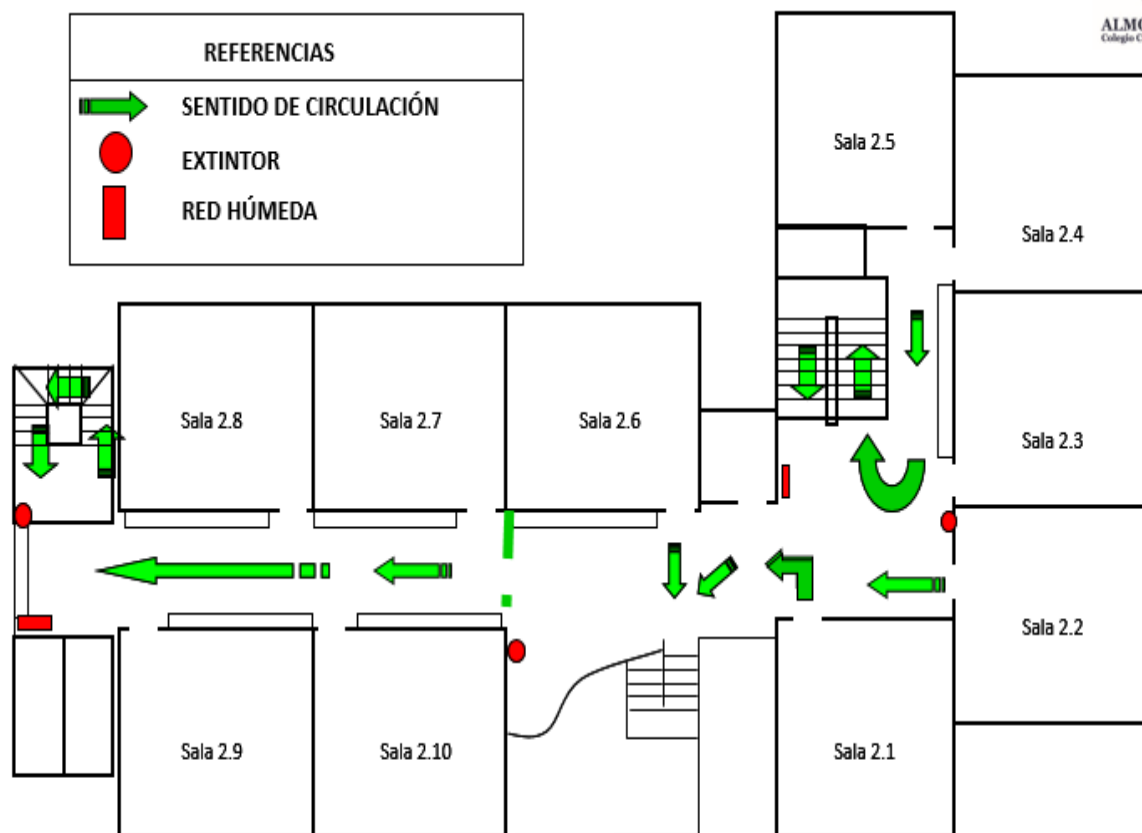 REFERENCIAS
SENTIDO DE CIRCULACIÓN
EXTINTOR
RED HÚMEDA
Sala 2.5
Sala 2.4
Sala 2.3
Sala 2.8
Sala 2.7
Sala 2.6
Sala 2.2
Sala 2.9
Sala 2.10
Sala 2.1
Colegio